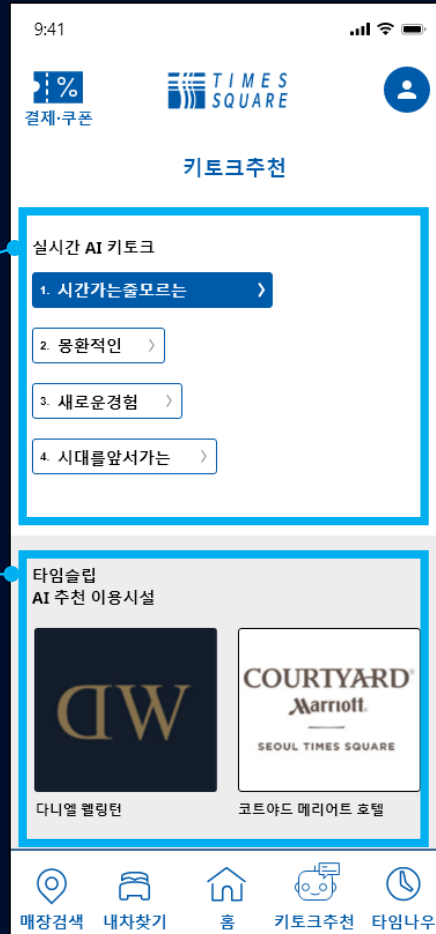 9:41
결제·쿠폰
TIMES
SQUARE
키토크추천
실시간 AI 키토크
1. 시간가는줄모르는
2. 몽환적인
3. 새로운경험
4. 시대를앞서가는
타임슬립
AI 추천 이용시설
DW
COURTYARD®
Marriott.
SEOUL TIMES SQUARE
다니엘 웰링턴
코트야드 메리어트 호텔
매장검색 내차찾기 홈 키토크추천 타임나우